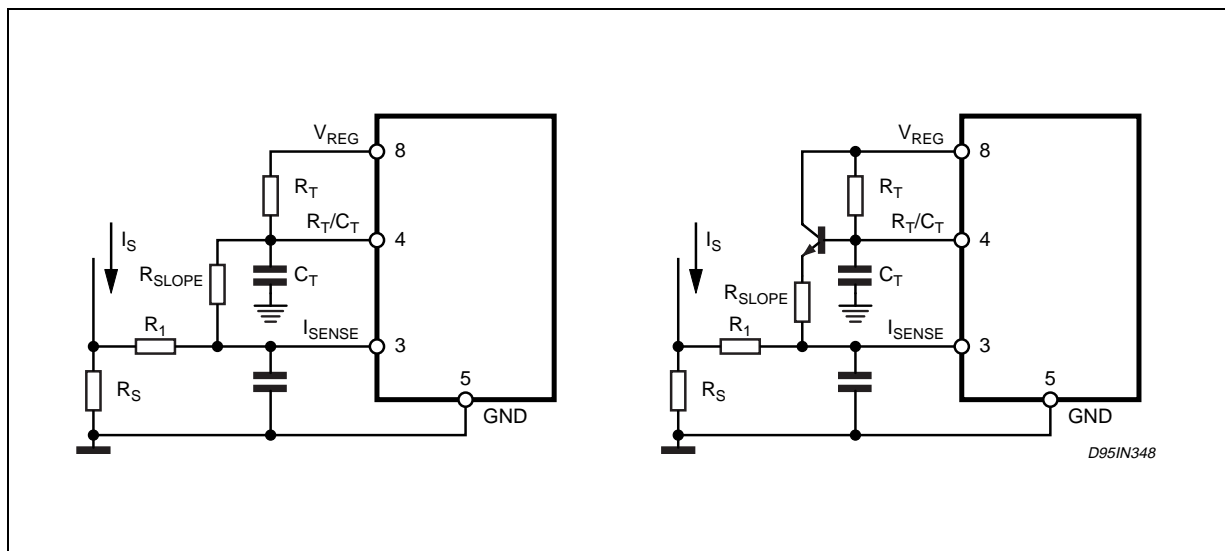 V_REG
8
R_T
R_T/C_T
4
I_S
R_SLOPE
C_T
R_1
I_SENSE
3
R_S
5
GND
V_REG
8
R_T
R_T/C_T
4
I_S
C_T
R_SLOPE
R_1
I_SENSE
3
R_S
5
GND
D95IN348